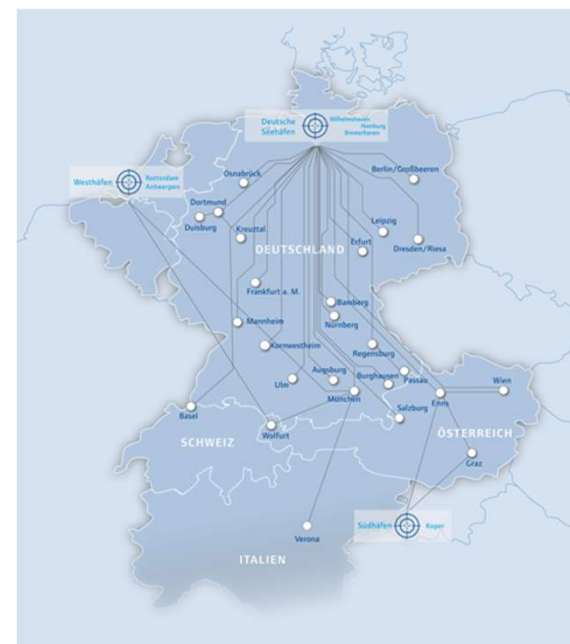 Deutsche
Seehäfen
Wilhelmshaven
Hamburg
Bremerhaven
Westhäfen
Rotterdam
Antwerpen
Osnabrück
Berlin/Großbeeren
Dortmund
Duisburg
Kreuztal
Leipzig
DEUTSCHLAND
Erfurt
Dresden/Riesa
Frankfurt a. M.
Bamberg
Nürnberg
Mannheim
Kornwestheim
Regensburg
Ulm
Augsburg
Burghausen
Passau
München
Enns
Wien
Basel
Salzburg
Wolfurt
SCHWEIZ
ÖSTERREICH
Graz
Südhäfen
Koper
Verona
ITALIEN